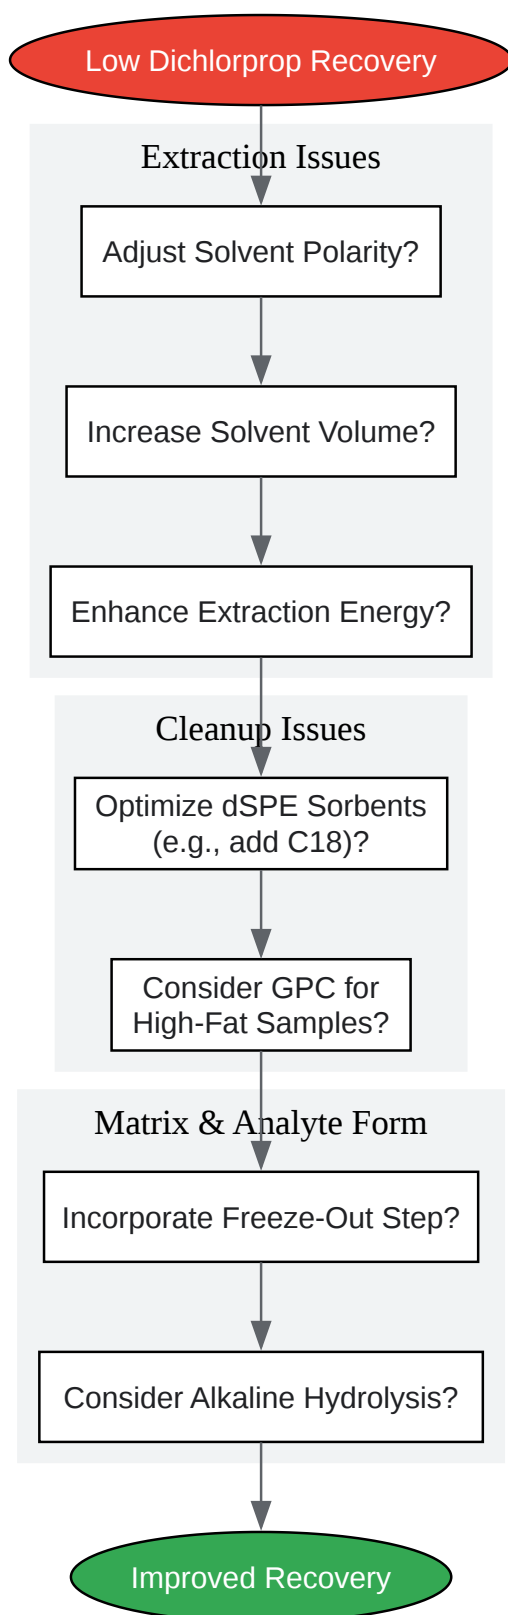 Low Dichlorprop Recovery
Extraction Issues
Adjust Solvent Polarity?
Increase Solvent Volume?
Enhance Extraction Energy?
Cleanup Issues
Optimize dSPE Sorbents
(e.g., add C18)?
Consider GPC for
High-Fat Samples?
Matrix & Analyte Form
Incorporate Freeze-Out Step?
Consider Alkaline Hydrolysis?
Improved Recovery